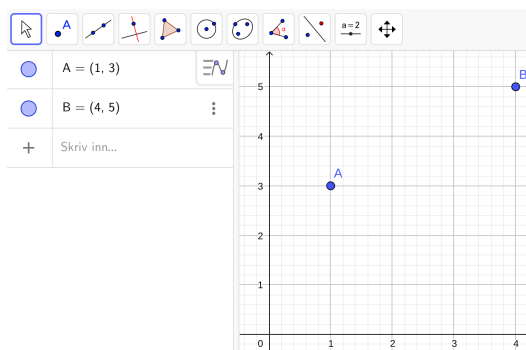 A
α
a=2
A = (1, 3)
B = (4, 5)
Skriv inn...
B
5
4
A
3
2
1
0 1 2 3 4